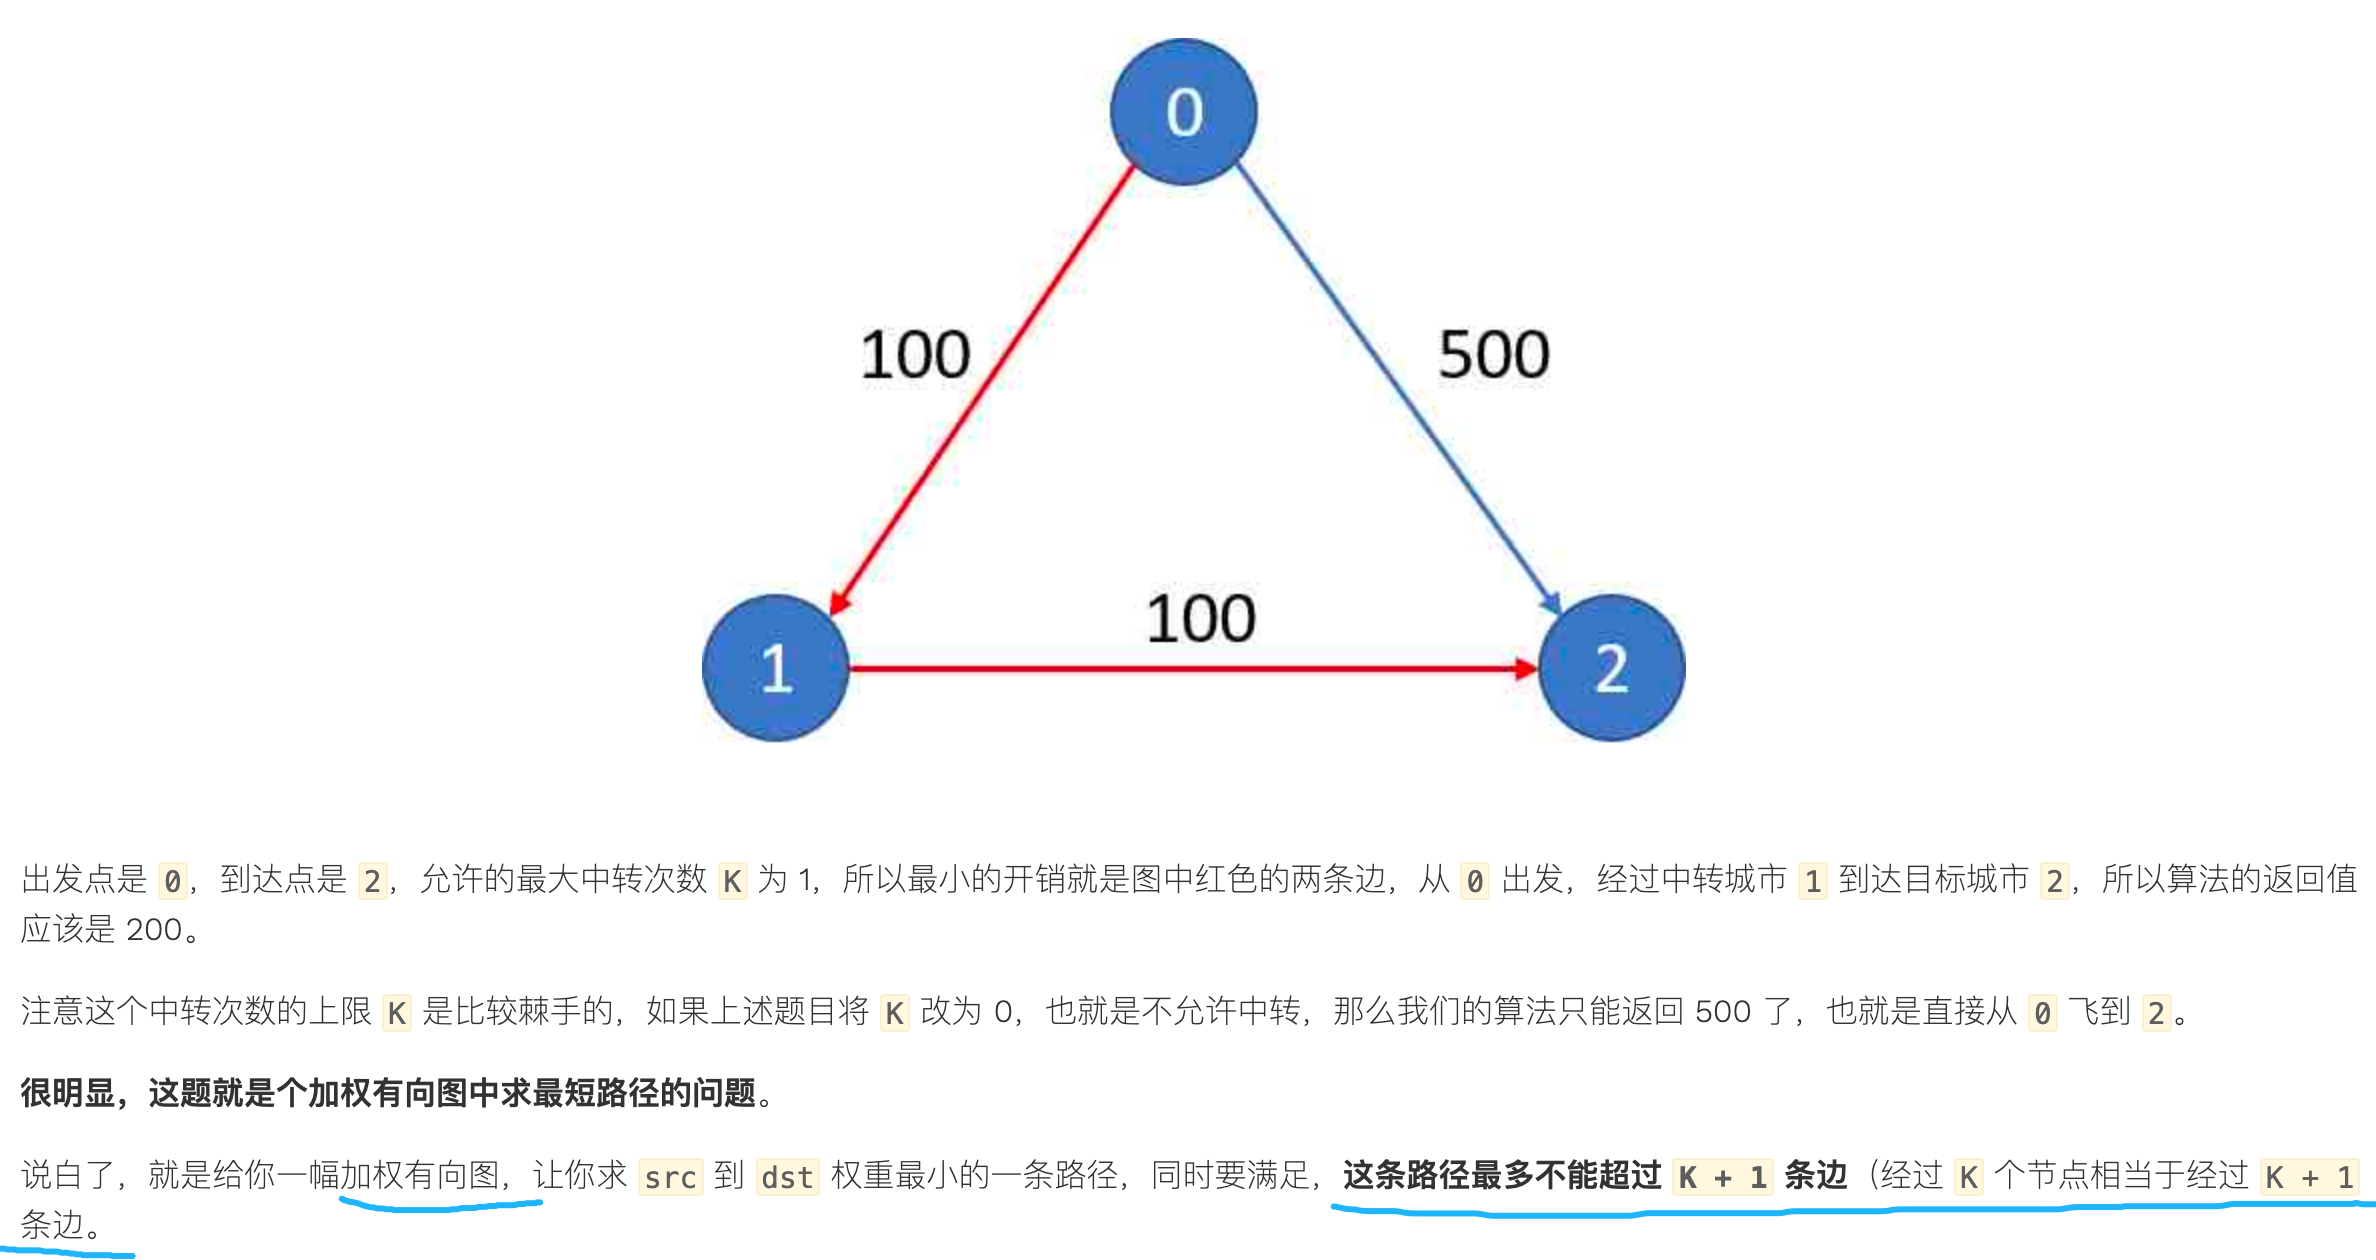 0
100
500
100
1
2
出发点是 0，到达点是 2，允许的最大中转次数 K 为 1，所以最小的开销就是图中红色的两条边，从 0 出发，经过中转城市 1 到达目标城市 2，所以算法的返回值
应该是 200。
注意这个中转次数的上限 K 是比较棘手的，如果上述题目将 K 改为 0，也就是不允许中转，那么我们的算法只能返回 500 了，也就是直接从 0 飞到 2。
很明显，这题就是个加权有向图中求最短路径的问题。
说白了，就是给你一幅加权有向图，让你求 src 到 dst 权重最小的一条路径，同时要满足，这条路径最多不能超过 K + 1 条边（经过 K 个节点相当于经过 K + 1
条边。